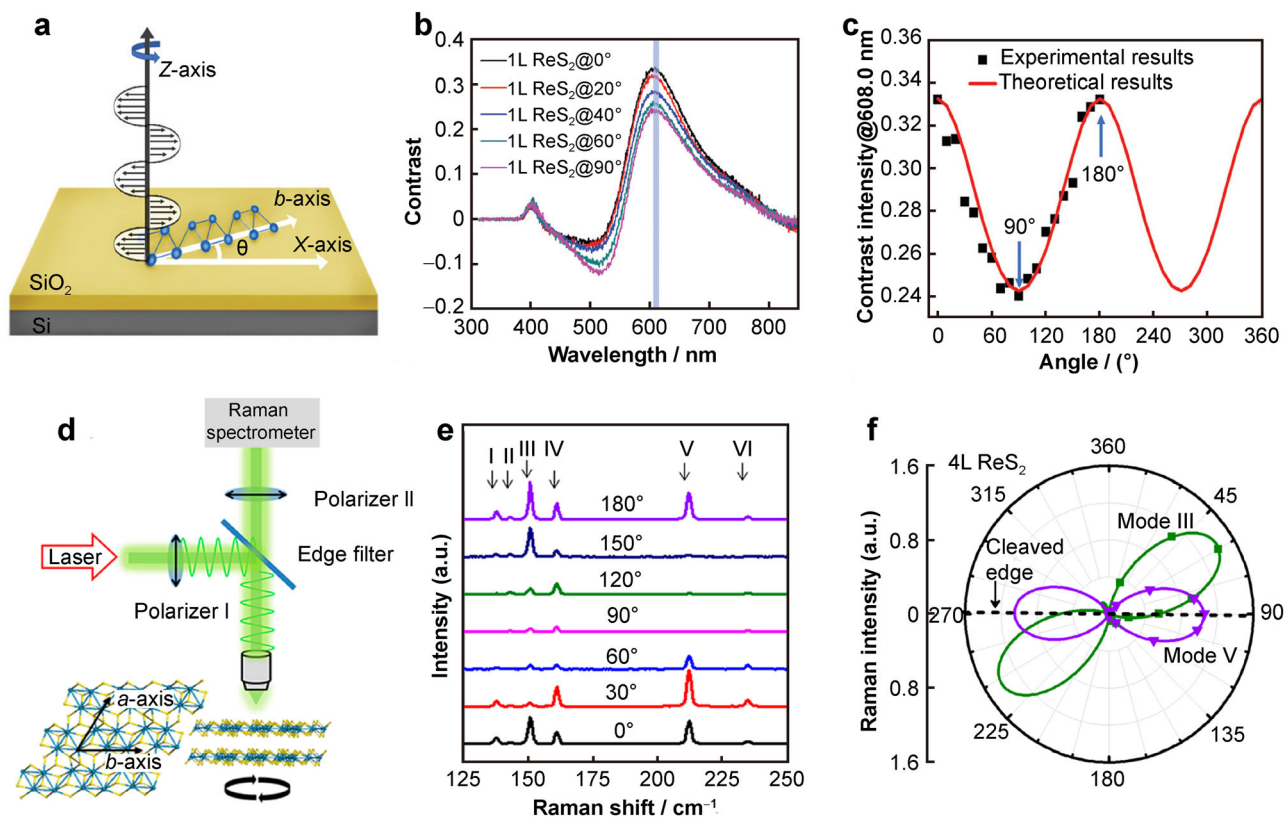 a
Z-axis
b-axis
X-axis
θ
SiO2
Si
b
1L ReS2@0°
1L ReS2@20°
1L ReS2@40°
1L ReS2@60°
1L ReS2@90°
Contrast
0.4
0.3
0.2
0.1
0
−0.1
−0.2
300 400 500 600 700 800
Wavelength / nm
c
Experimental results
Theoretical results
Contrast intensity@608.0 nm
0.36
0.33
0.30
0.28
0.26
0.24
90°
180°
0 60 120 180 240 300 360
Angle / (°)
d
Raman
spectrometer
Polarizer II
Laser
Edge filter
Polarizer I
a-axis
b-axis
e
I II III IV V VI
180°
150°
120°
90°
60°
30°
0°
Intensity (a.u.)
125 150 175 200 225 250
Raman shift / cm−1
f
4L ReS2
Raman intensity (a.u.)
1.6
0.8
0
0.8
1.6
360
315
45
Mode III
Cleaved
edge
270
90
Mode V
225
135
180